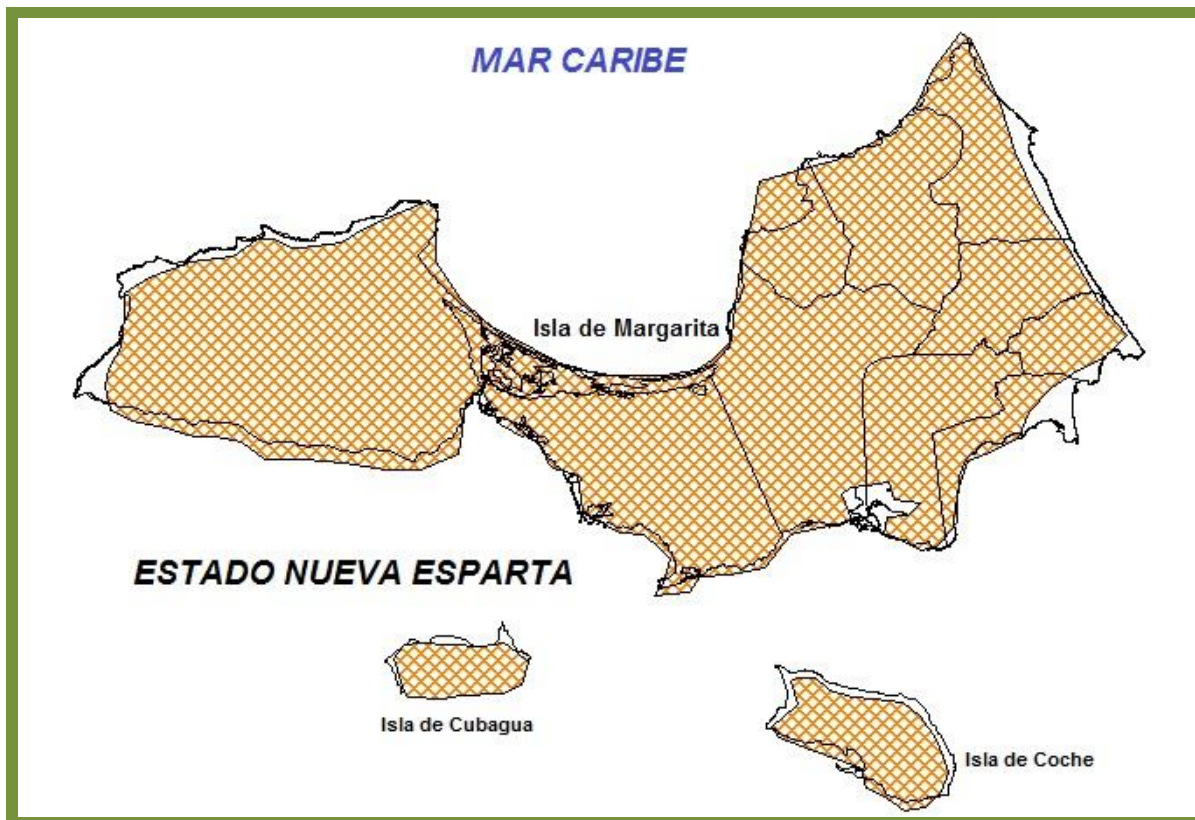 MAR CARIBE
Isla de Margarita
ESTADO NUEVA ESPARTA
Isla de Cubagua
Isla de Coche